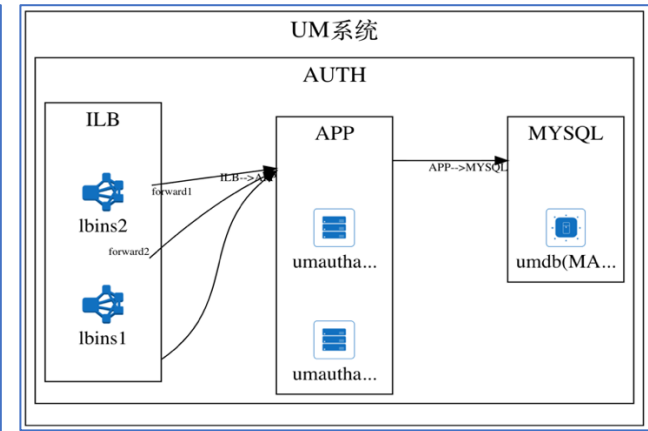 UM系统
AUTH
ILB
lbins2
lbins1
forward1
forward2
ILB-->AP
APP
umautha...
umautha...
APP-->MYSQL
MYSQL
umdb(MA...